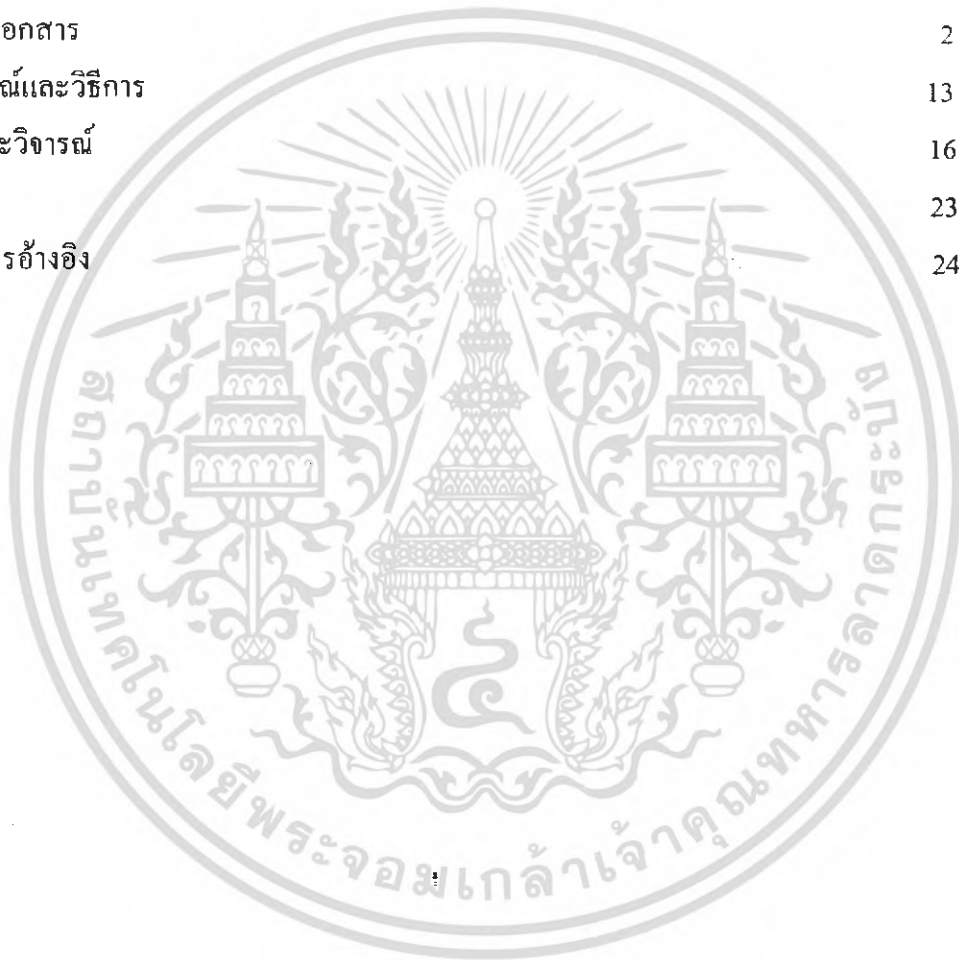 อกสาร 2
ณ์และวิธีการ 13
ะวิจารณ์ 16
23
รอ้างอิง 24
สถาบันเทคโนโลยีพระจอมเกล้าเจ้าคุณทหารลาดกระบัง
๔